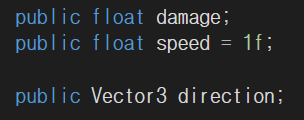 public float damage;
public float speed = 1f;
public Vector3 direction;